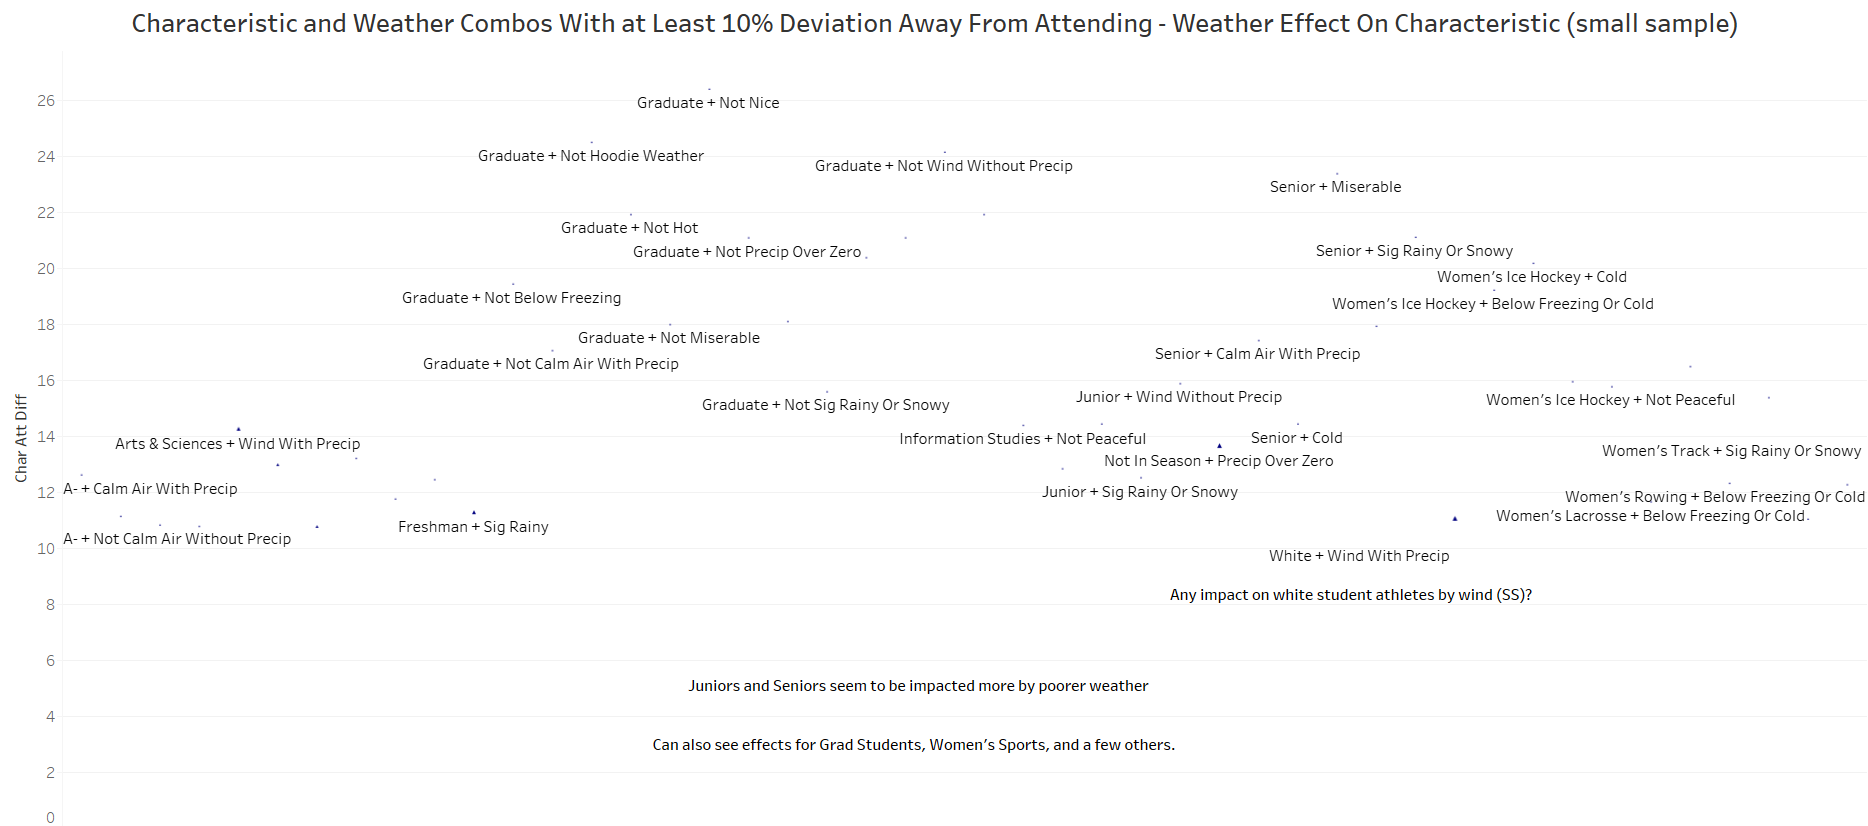 Characteristic and Weather Combos With at Least 10% Deviation Away From Attending - Weather Effect On Characteristic (small sample)
26
Graduate + Not Nice
24
Graduate + Not Hoodie Weather
Graduate + Not Wind Without Precip
Senior + Miserable
22
Graduate + Not Hot
Graduate + Not Precip Over Zero
Senior + Sig Rainy Or Snowy
20
Women's Ice Hockey + Cold
Graduate + Not Below Freezing
Women's Ice Hockey + Below Freezing Or Cold
18
Graduate + Not Miserable
Senior + Calm Air With Precip
Graduate + Not Calm Air With Precip
16
Junior + Wind Without Precip
Women's Ice Hockey + Not Peaceful
Graduate + Not Sig Rainy Or Snowy
Char Att Diff
14
Information Studies + Not Peaceful
Senior + Cold
Arts & Sciences + Wind With Precip
Women's Track + Sig Rainy Or Snowy
Not In Season + Precip Over Zero
A- + Calm Air With Precip
12
Junior + Sig Rainy Or Snowy
Women's Rowing + Below Freezing Or Cold
Women's Lacrosse + Below Freezing Or Cold
Freshman + Sig Rainy
A- + Not Calm Air Without Precip
10
White + Wind With Precip
Any impact on white student athletes by wind (SS)?
8
6
Juniors and Seniors seem to be impacted more by poorer weather
4
Can also see effects for Grad Students, Women's Sports, and a few others.
2
0